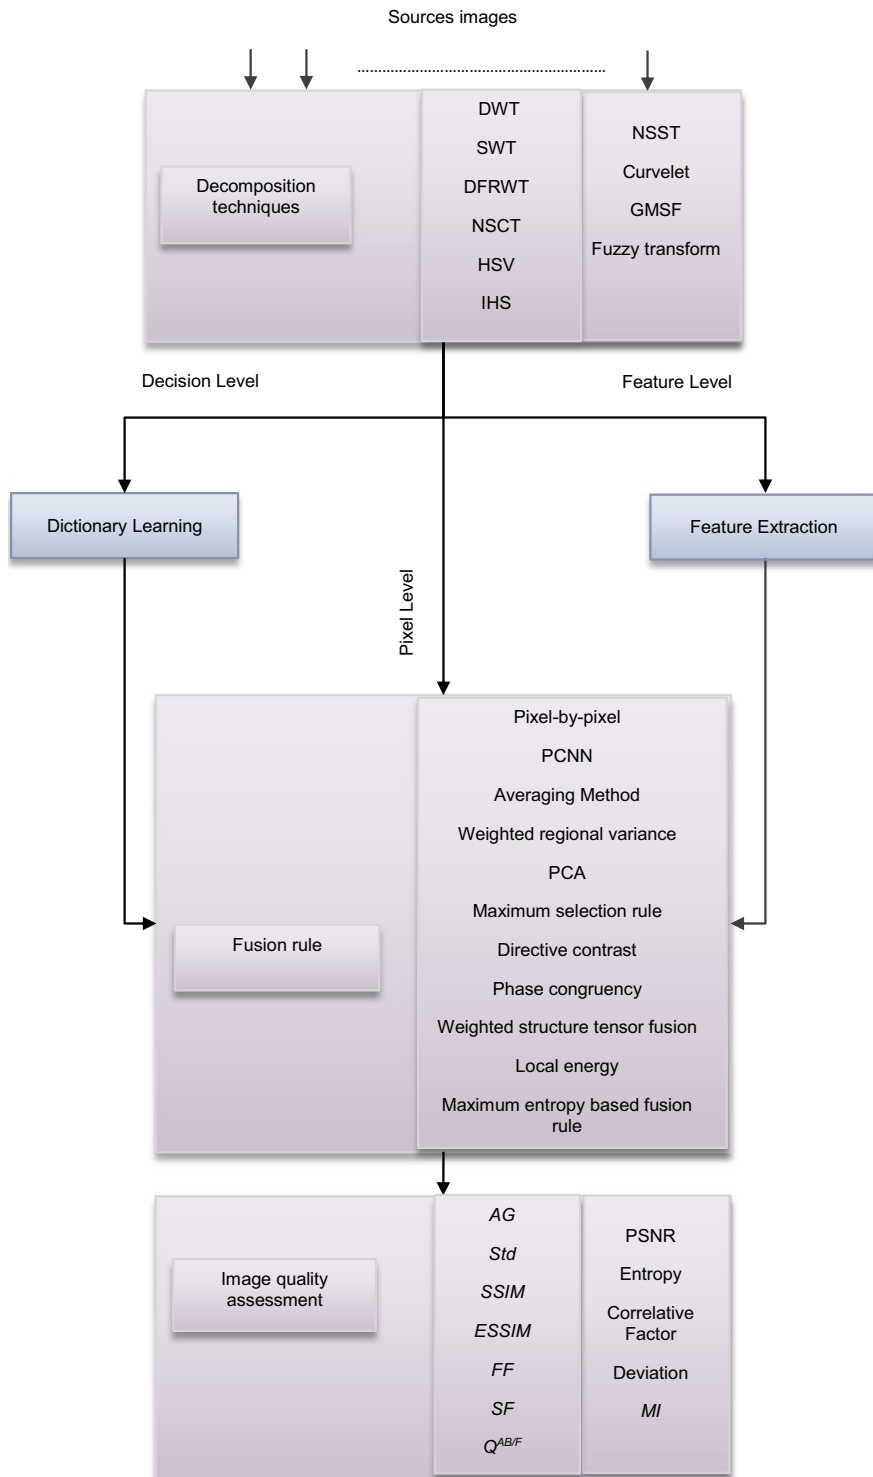 Sources images
Decomposition
techniques
DWT
SWT
DFRWT
NSCT
HSV
IHS
NSST
Curvelet
GMSF
Fuzzy transform
Decision Level
Feature Level
Dictionary Learning
Pixel Level
Feature Extraction
Fusion rule
Pixel-by-pixel
PCNN
Averaging Method
Weighted regional variance
PCA
Maximum selection rule
Directive contrast
Phase congruency
Weighted structure tensor fusion
Local energy
Maximum entropy based fusion
rule
Image quality
assessment
AG
Std
SSIM
ESSIM
FF
SF
Q^{AB/F}
PSNR
Entropy
Correlative
Factor
Deviation
MI